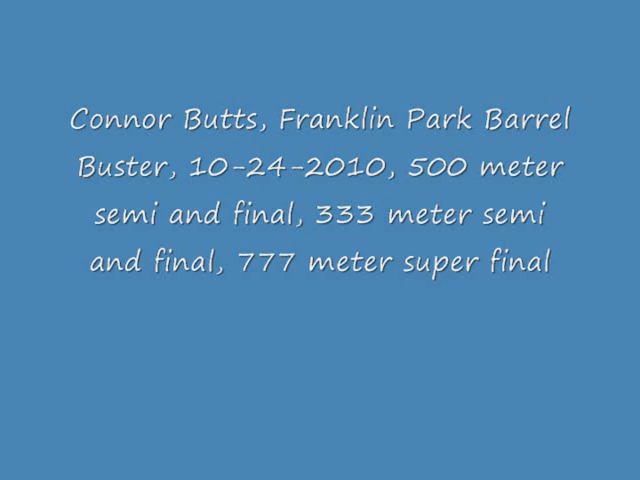 Connor Butts, Franklin Park Barrel
Buster, 10-24-2010, 500 meter
semi and final, 333 meter semi
and final, 777 meter super final